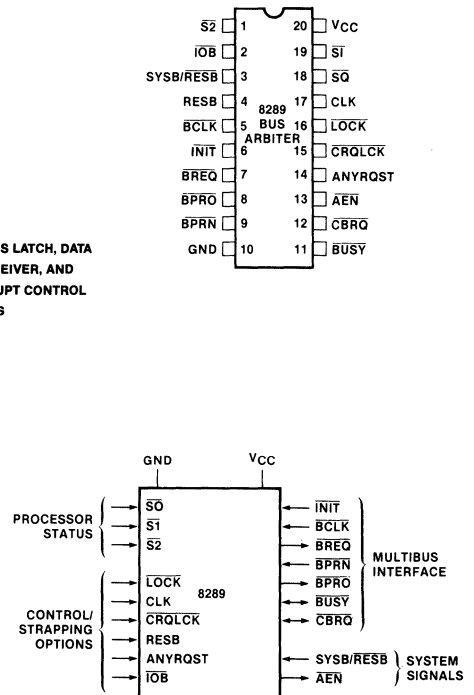 S2 1 20 VCC
IOB 2 19 SI
SYSB/RESB 3 18 SQ
RESB 4 17 CLK
8289
BUS
ARBITER
BCLK 5 16 LOCK
INIT 6 15 CRQLCK
BREQ 7 14 ANYRQST
BPRO 8 13 AEN
BPRN 9 12 CBRQ
GND 10 11 BUSY
S LATCH, DATA
EIVER, AND
UPT CONTROL
S
GND VCC
PROCESSOR
STATUS
SO
S1
S2
CONTROL/
STRAPPING
OPTIONS
LOCK
CLK
CRQLCK
RESB
ANYRQST
IOB
8289
INIT
BCLK
BREQ
BPRN
BPRO
BUSY
CBRQ
MULTIBUS
INTERFACE
SYSB/RESB
AEN
SYSTEM
SIGNALS